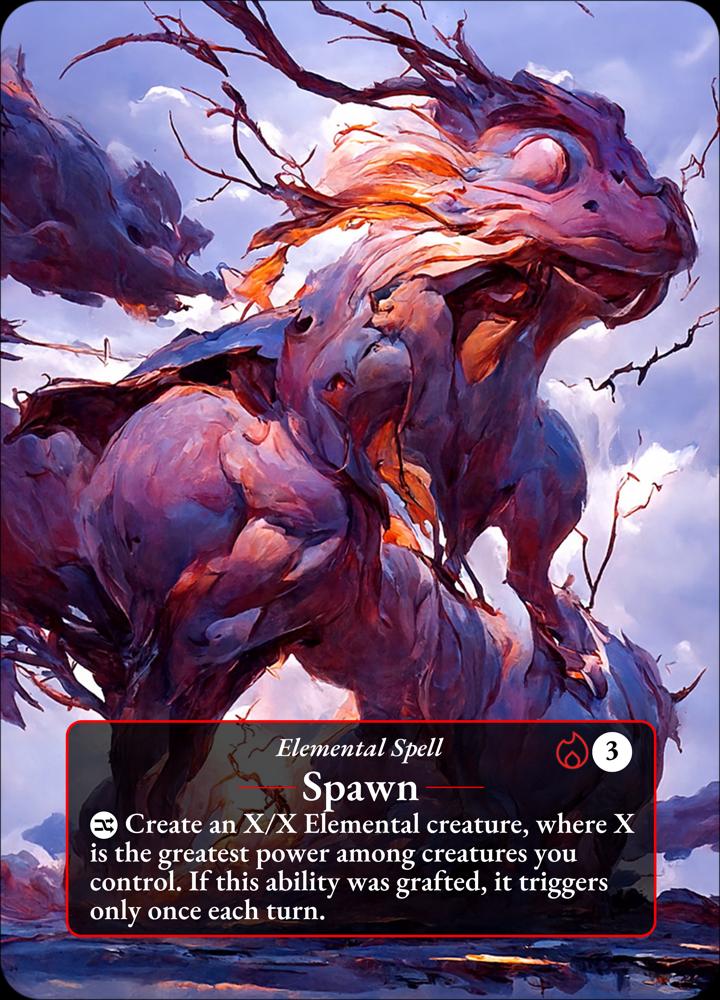 Elemental Spell
3
Spawn
Create an X/X Elemental creature, where X
is the greatest power among creatures you
control. If this ability was grafted, it triggers
only once each turn.